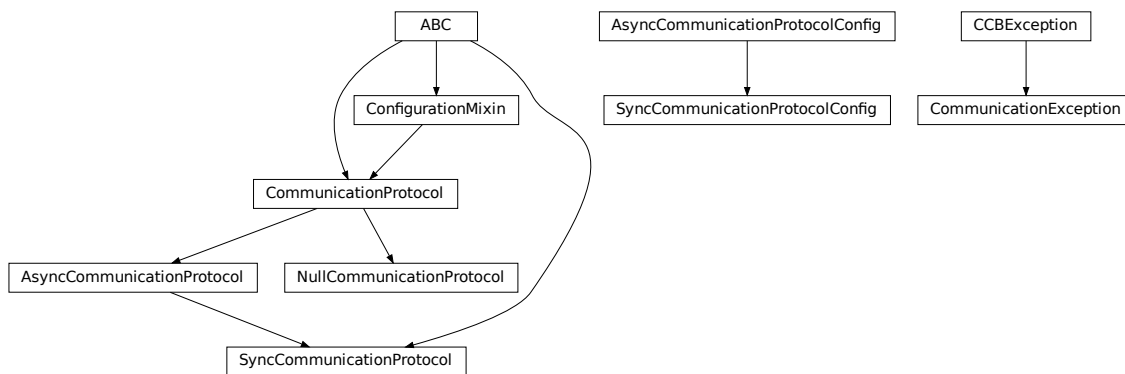 ABC
AsyncCommunicationProtocolConfig
CCBException
ConfigurationMixin
SyncCommunicationProtocolConfig
CommunicationException
CommunicationProtocol
AsyncCommunicationProtocol
NullCommunicationProtocol
SyncCommunicationProtocol